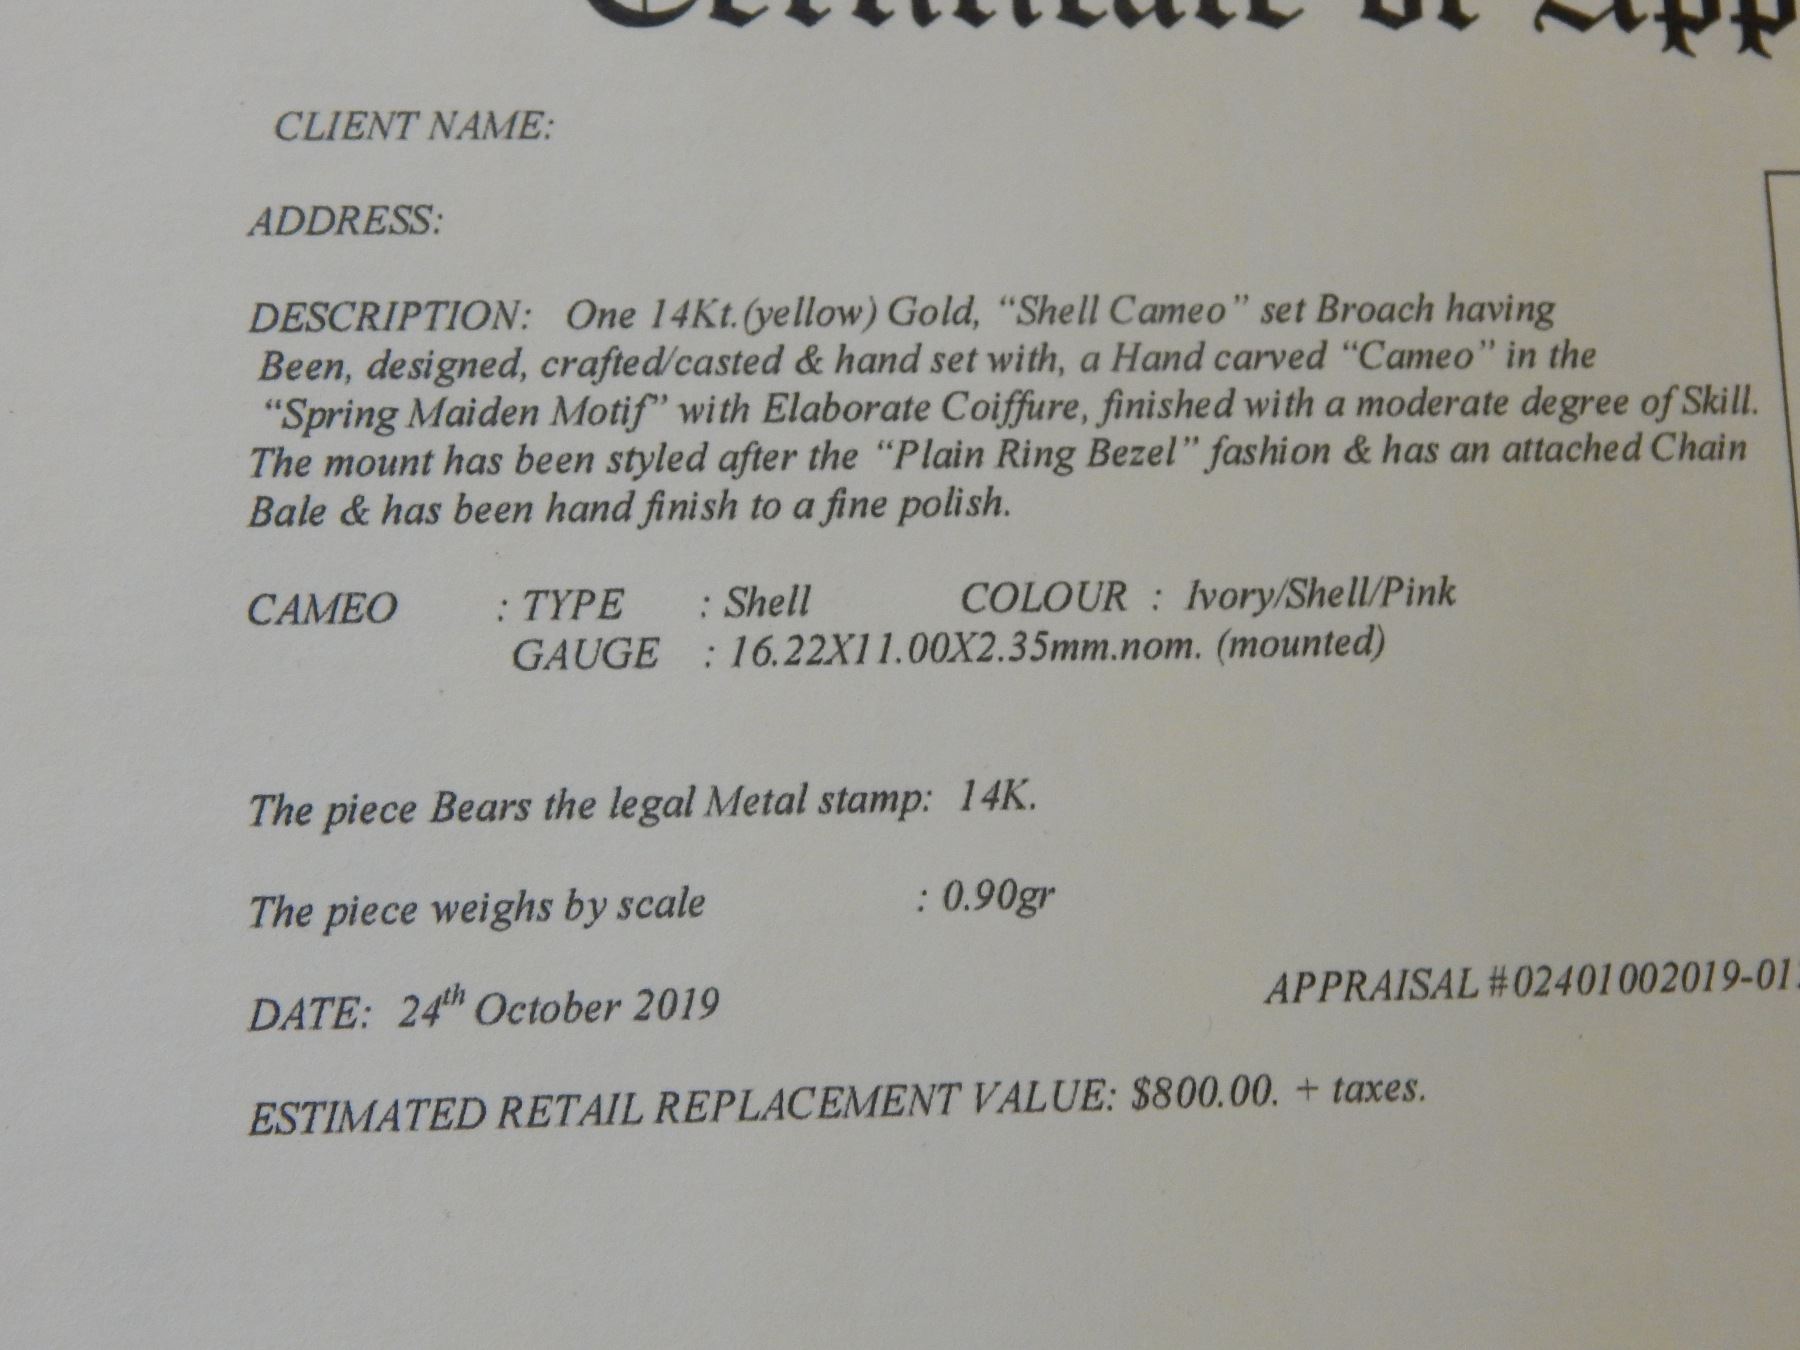 Certificate of App
CLIENT NAME:
ADDRESS:
DESCRIPTION: One 14Kt.(yellow) Gold, “Shell Cameo” set Broach having
Been, designed, crafted/casted & hand set with, a Hand carved “Cameo” in the
“Spring Maiden Motif” with Elaborate Coiffure, finished with a moderate degree of Skill.
The mount has been styled after the “Plain Ring Bezel” fashion & has an attached Chain
Bale & has been hand finish to a fine polish.
CAMEO : TYPE : Shell COLOUR : Ivory/Shell/Pink
GAUGE : 16.22X11.00X2.35mm.nom. (mounted)
The piece Bears the legal Metal stamp: 14K.
The piece weighs by scale : 0.90gr
DATE: 24th October 2019 APPRAISAL #02401002019-01
ESTIMATED RETAIL REPLACEMENT VALUE: $800.00. + taxes.